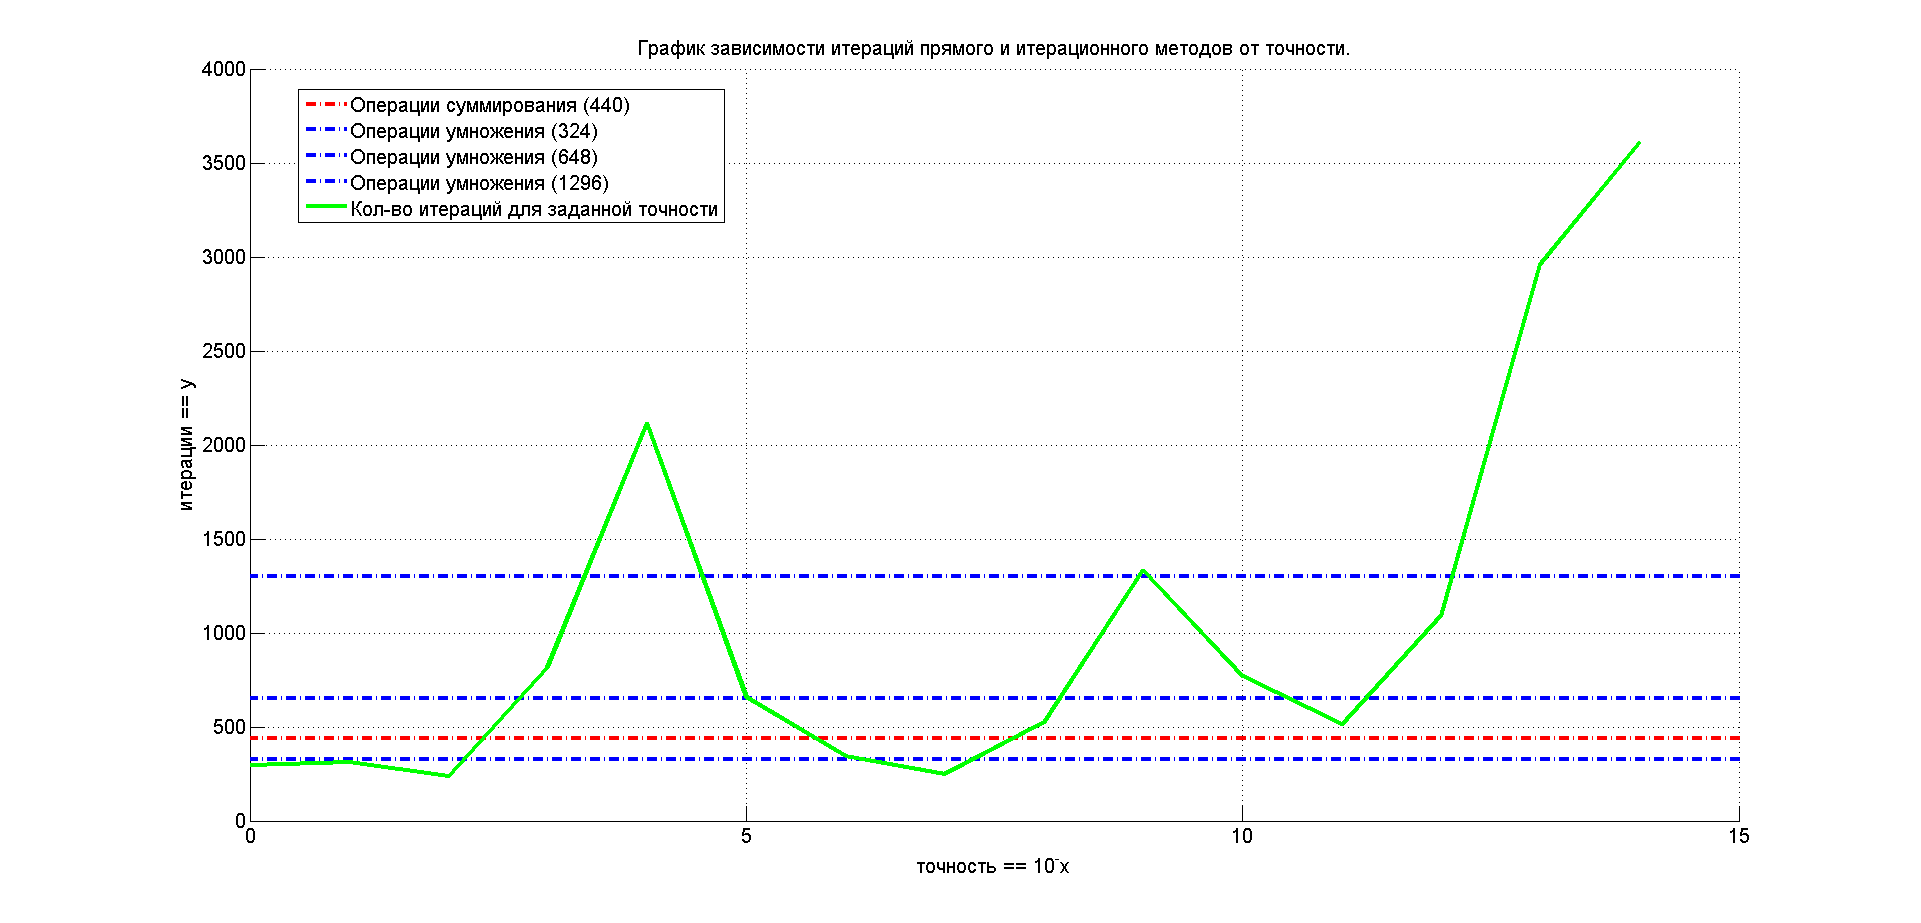 График зависимости итераций прямого и итерационного методов от точности.
4000
3500
3000
2500
2000
1500
1000
500
0
Операции суммирования (440)
Операции умножения (324)
Операции умножения (648)
Операции умножения (1296)
Кол-во итераций для заданной точности
итерации == y
0
5
10
15
точность == 10⁻x